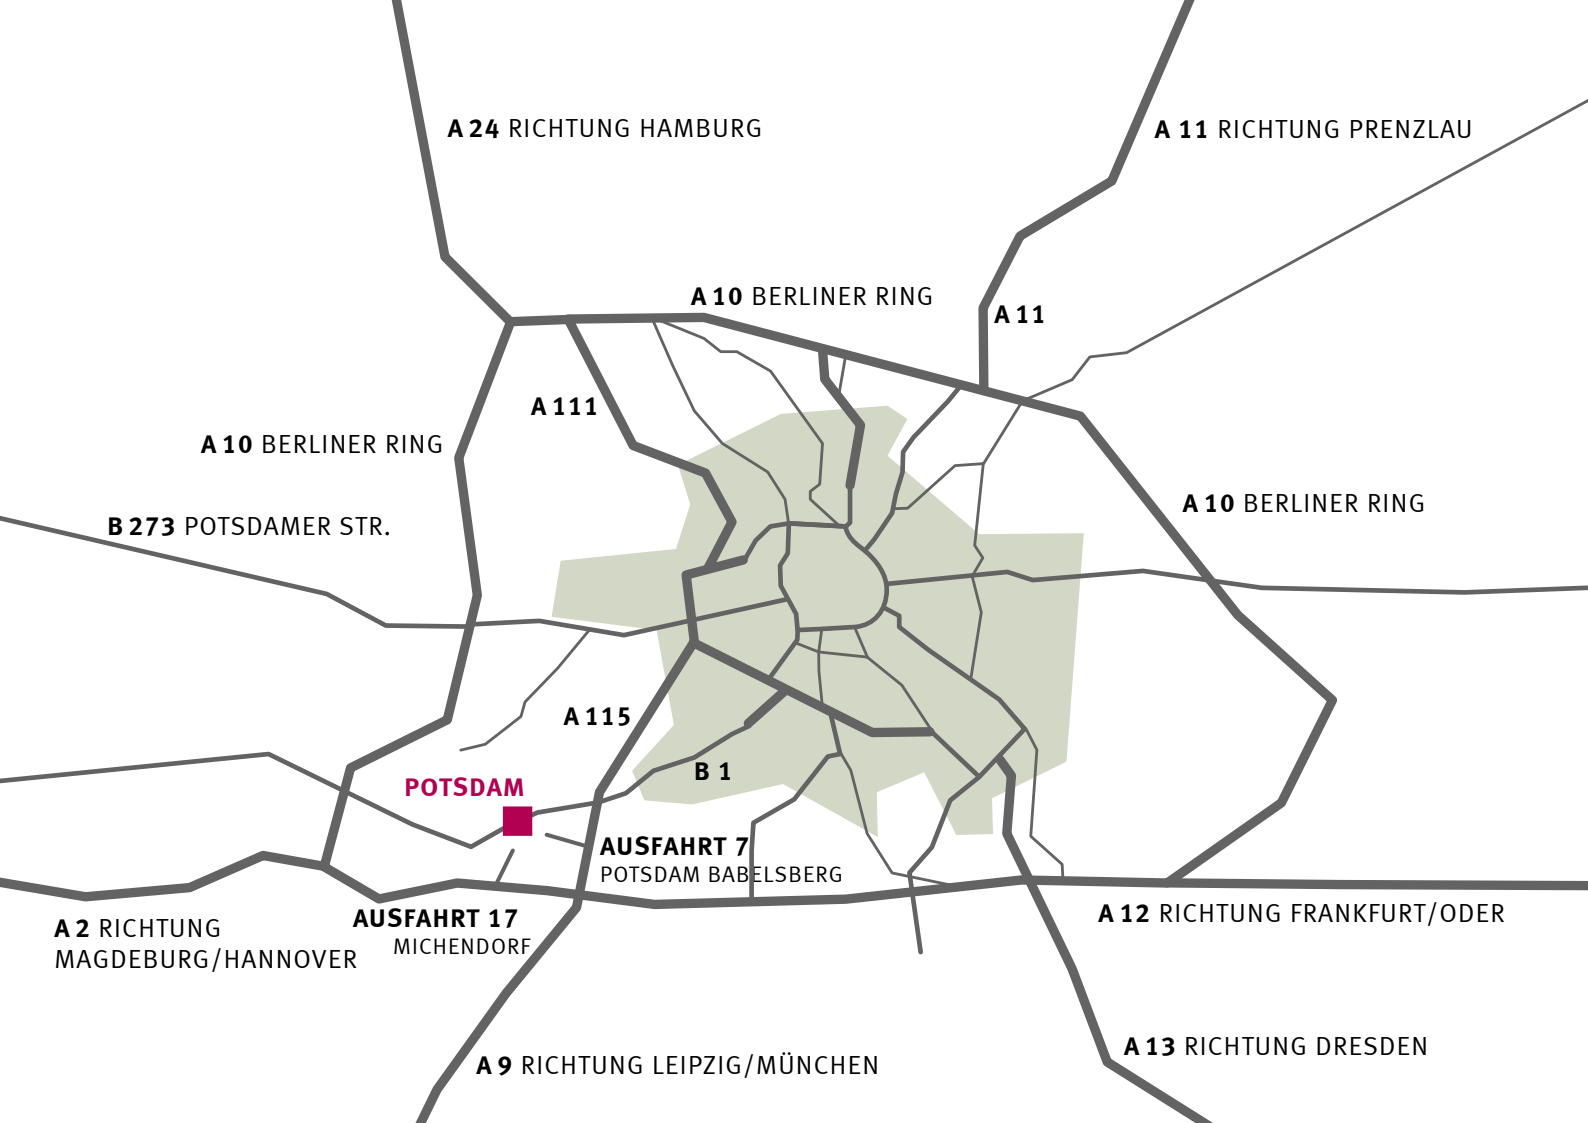 A 24 RICHTUNG HAMBURG
A 11 RICHTUNG PRENZLAU
A 10 BERLINER RING
A 11
A 111
A 10 BERLINER RING
A 10 BERLINER RING
B 273 POTSDAMER STR.
A 115
B 1
POTSDAM
AUSFAHRT 7
POTSDAM BABELSBERG
AUSFAHRT 17
MICHENDORF
A 2 RICHTUNG
MAGDEBURG/HANNOVER
A 12 RICHTUNG FRANKFURT/ODER
A 13 RICHTUNG DRESDEN
A 9 RICHTUNG LEIPZIG/MÜNCHEN